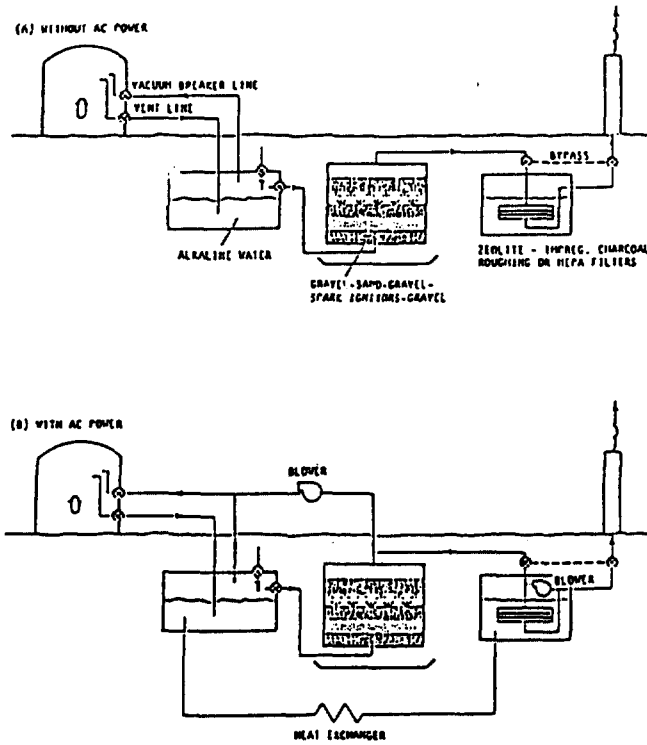 (A) WITHOUT AC POWER
VACUUM BREAKER LINE
VENT LINE
BYPASS
ALKALINE WATER
ZEOLITE - IMPREG. CHARCOAL
ROUGHING OR HEPA FILTERS
GRAVEL-SAND-GRAVEL-
SPARK IGNITORS-GRAVEL
(B) WITH AC POWER
BLOWER
BLOWER
HEAT EXCHANGER